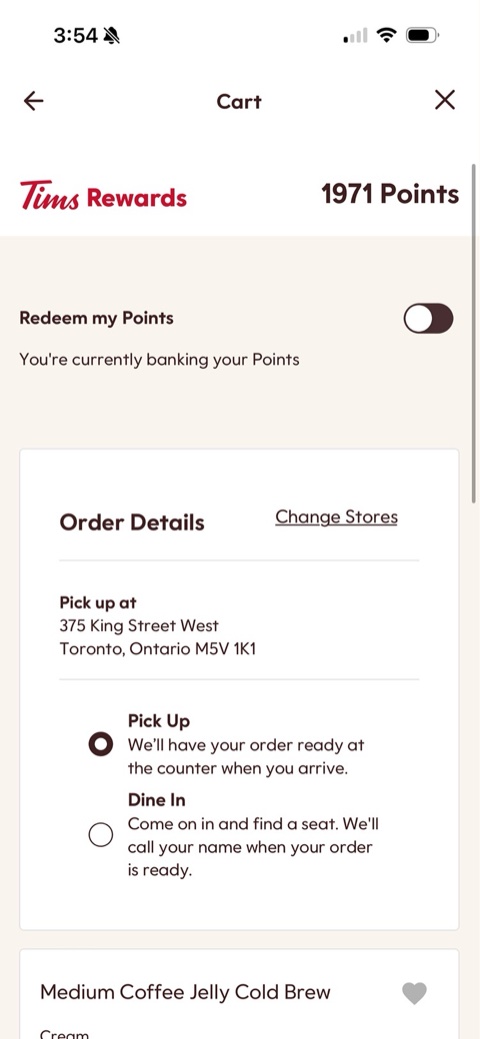 3:54
Cart
Tims Rewards
1971 Points
Redeem my Points
You're currently banking your Points
Order Details
Change Stores
Pick up at
375 King Street West
Toronto, Ontario M5V 1K1
Pick Up
We'll have your order ready at
the counter when you arrive.
Dine In
Come on in and find a seat. We'll
call your name when your order
is ready.
Medium Coffee Jelly Cold Brew
Cream